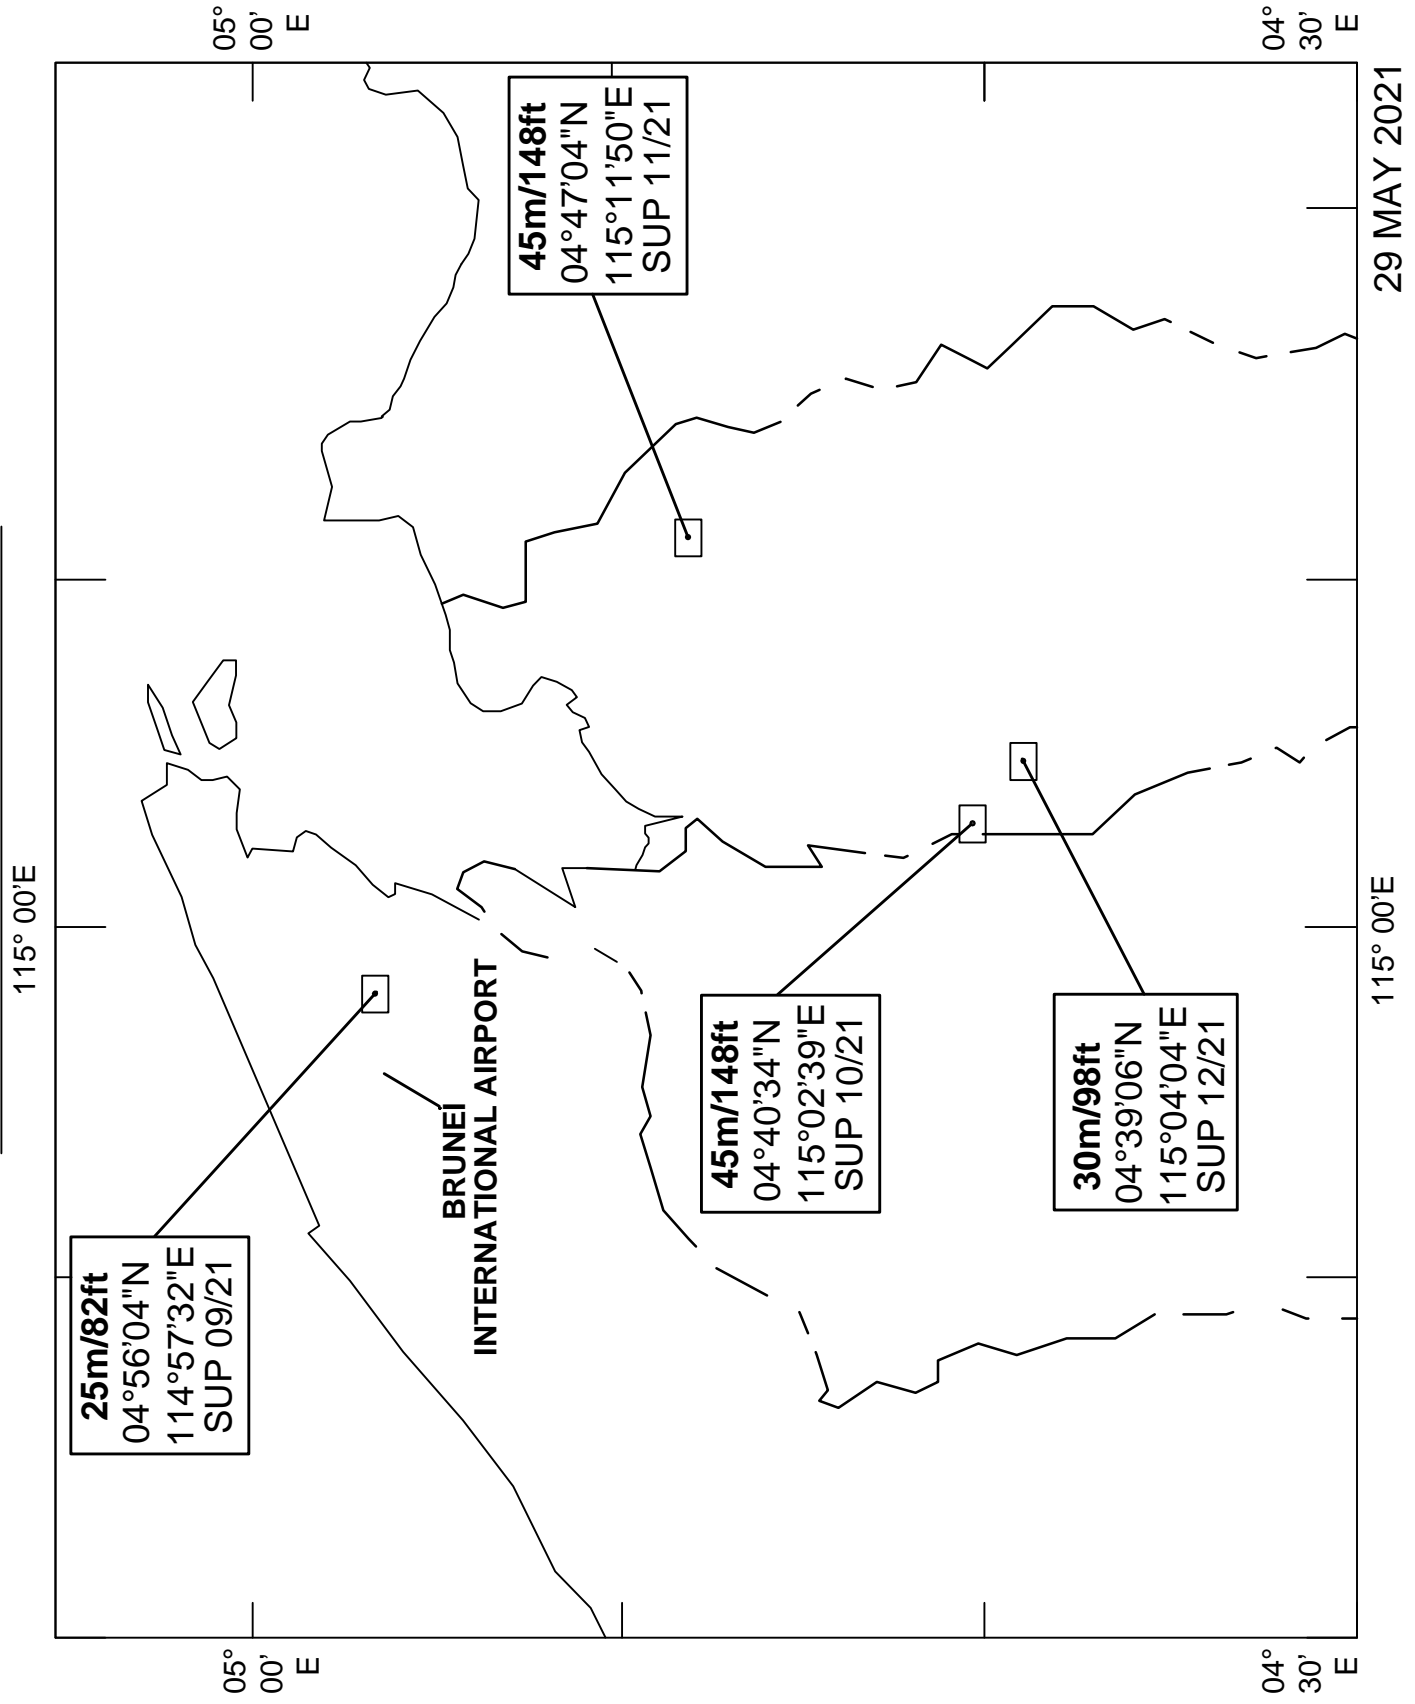 115° 00'E
05°
00'
E
05°
00'
E
25m/82ft
04°56'04"N
114°57'32"E
SUP 09/21
BRUNEI
INTERNATIONAL AIRPORT
45m/148ft
04°47'04"N
115°11'50"E
SUP 11/21
45m/148ft
04°40'34"N
115°02'39"E
SUP 10/21
30m/98ft
04°39'06"N
115°04'04"E
SUP 12/21
04°
30'
E
04°
30'
E
115° 00'E
29 MAY 2021